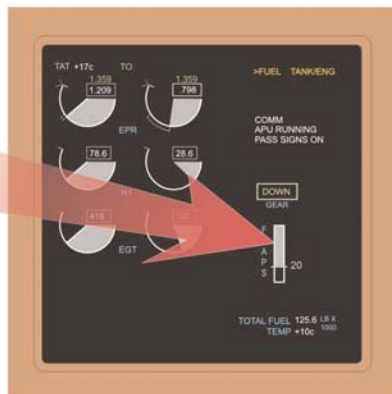 TAT +17c TO
>FUEL TANK/ENG
1.359 1.359
1.209 .798
EPR
COMM
APU RUNNING
PASS SIGNS ON
78.6 28.6
N1
DOWN
GEAR
415
EGT
F
A
P
S
20
TOTAL FUEL 125.6 LB X
1000
TEMP +10c